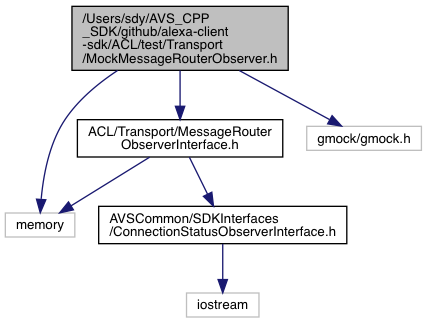 /Users/sdy/AVS_CPP
_SDK/github/alexa-client
-sdk/ACL/test/Transport
/MockMessageRouterObserver.h
ACL/Transport/MessageRouter
ObserverInterface.h
gmock/gmock.h
memory
AVSCommon/SDKInterfaces
/ConnectionStatusObserverInterface.h
iostream